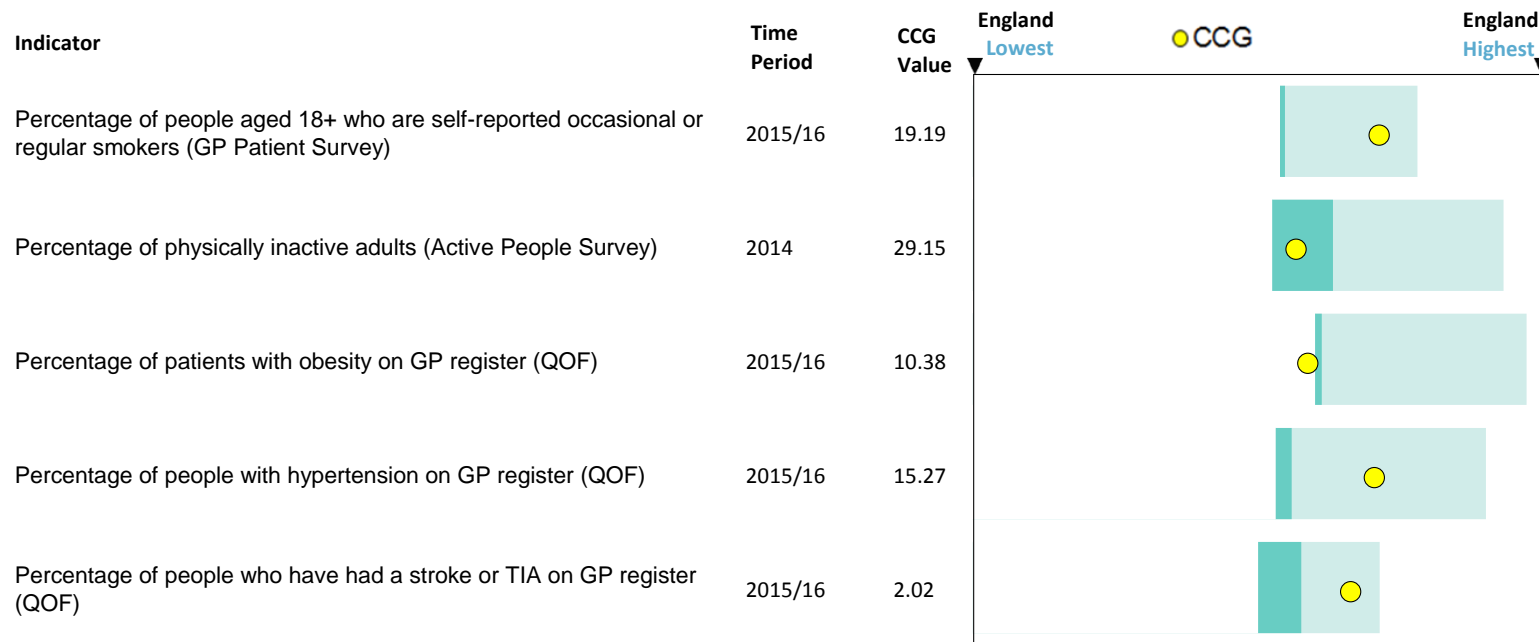 Indicator
Time
Period
CCG
Value
England
Lowest
CCG
England
Highest
Percentage of people aged 18+ who are self-reported occasional or
regular smokers (GP Patient Survey)
2015/16
19.19
Percentage of physically inactive adults (Active People Survey)
2014
29.15
Percentage of patients with obesity on GP register (QOF)
2015/16
10.38
Percentage of people with hypertension on GP register (QOF)
2015/16
15.27
Percentage of people who have had a stroke or TIA on GP register
(QOF)
2015/16
2.02